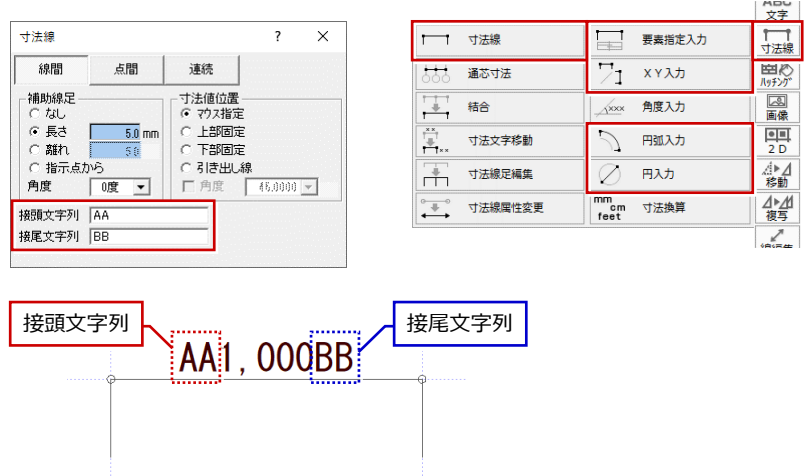 寸法線
?
×
線間
点間
連続
補助線足
なし
長さ
5.0 mm
離れ
5.0
指示点から
角度
0度
寸法値位置
マウス指定
上部固定
下部固定
引き出し線
角度
45.0000
接頭文字列
AA
接尾文字列
BB
寸法線
要素指定入力
通芯寸法
XY入力
結合
×××
角度入力
××
寸法文字移動
××
円弧入力
寸法線足編集
円入力
寸法線属性変更
mm
cm
feet
寸法換算
文字
寸法線
ハッチング
画像
2D
移動
複写
接頭文字列
接尾文字列
AA1,000BB